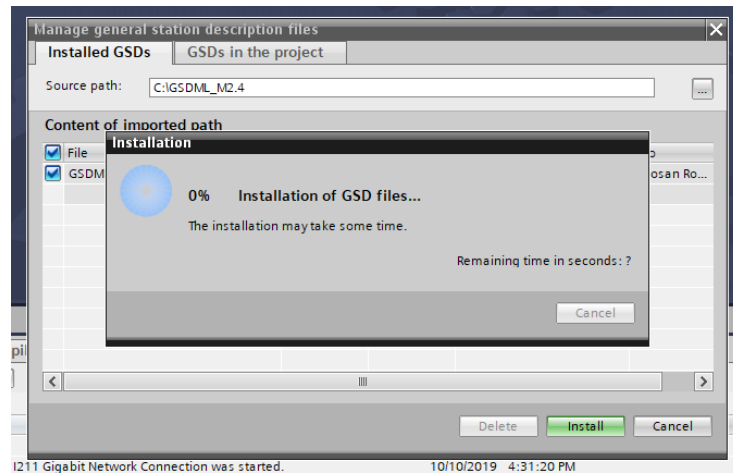 Manage general station description files
Installed GSDs GSDs in the project
Source path: C:\GSDML_M2.4 ...
Content of imported path
Installation
File
GSDM osan Ro...
0% Installation of GSD files...
The installation may take some time.
Remaining time in seconds: ?
Cancel
Delete Install Cancel
I211 Gigabit Network Connection was started. 10/10/2019 4:31:20 PM